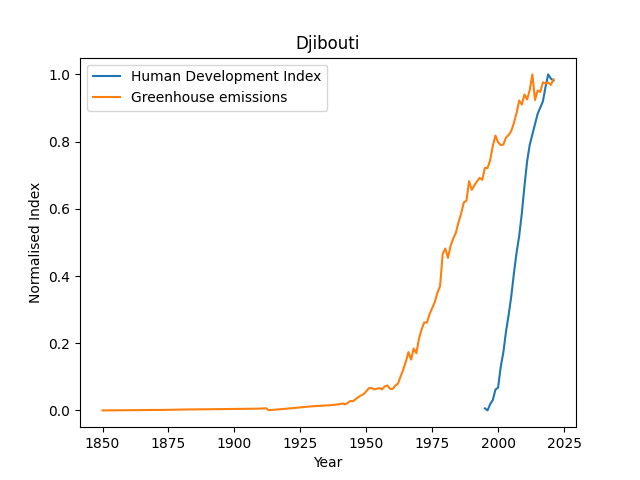 Djibouti
Human Development Index
Greenhouse emissions
1.0
0.8
0.6
0.4
0.2
0.0
Normalised Index
1850 1875 1900 1925 1950 1975 2000 2025
Year